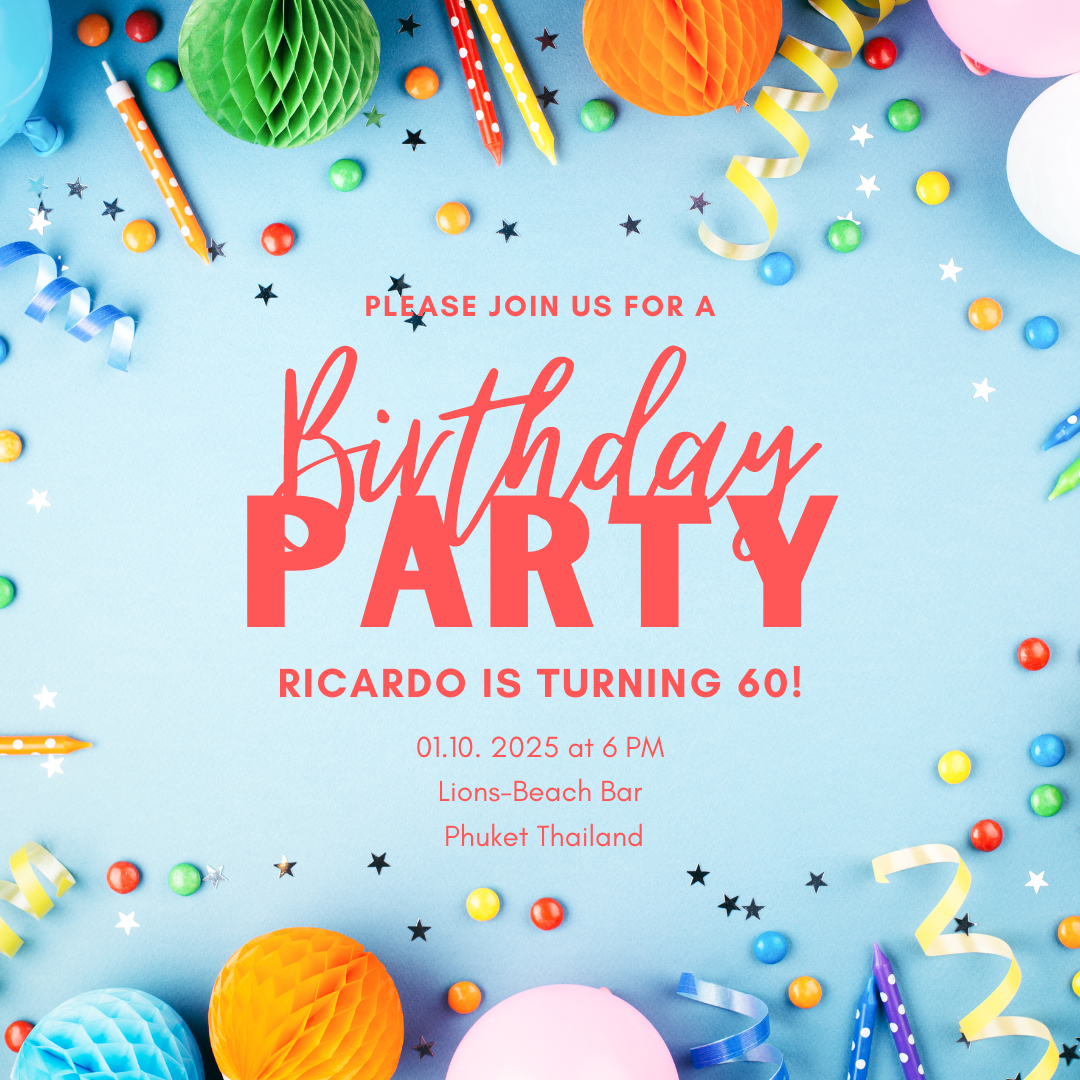 PLEASE JOIN US FOR A
Birthday
PARTY
RICARDO IS TURNING 60!
01.10. 2025 at 6 PM
Lions-Beach Bar
Phuket Thailand